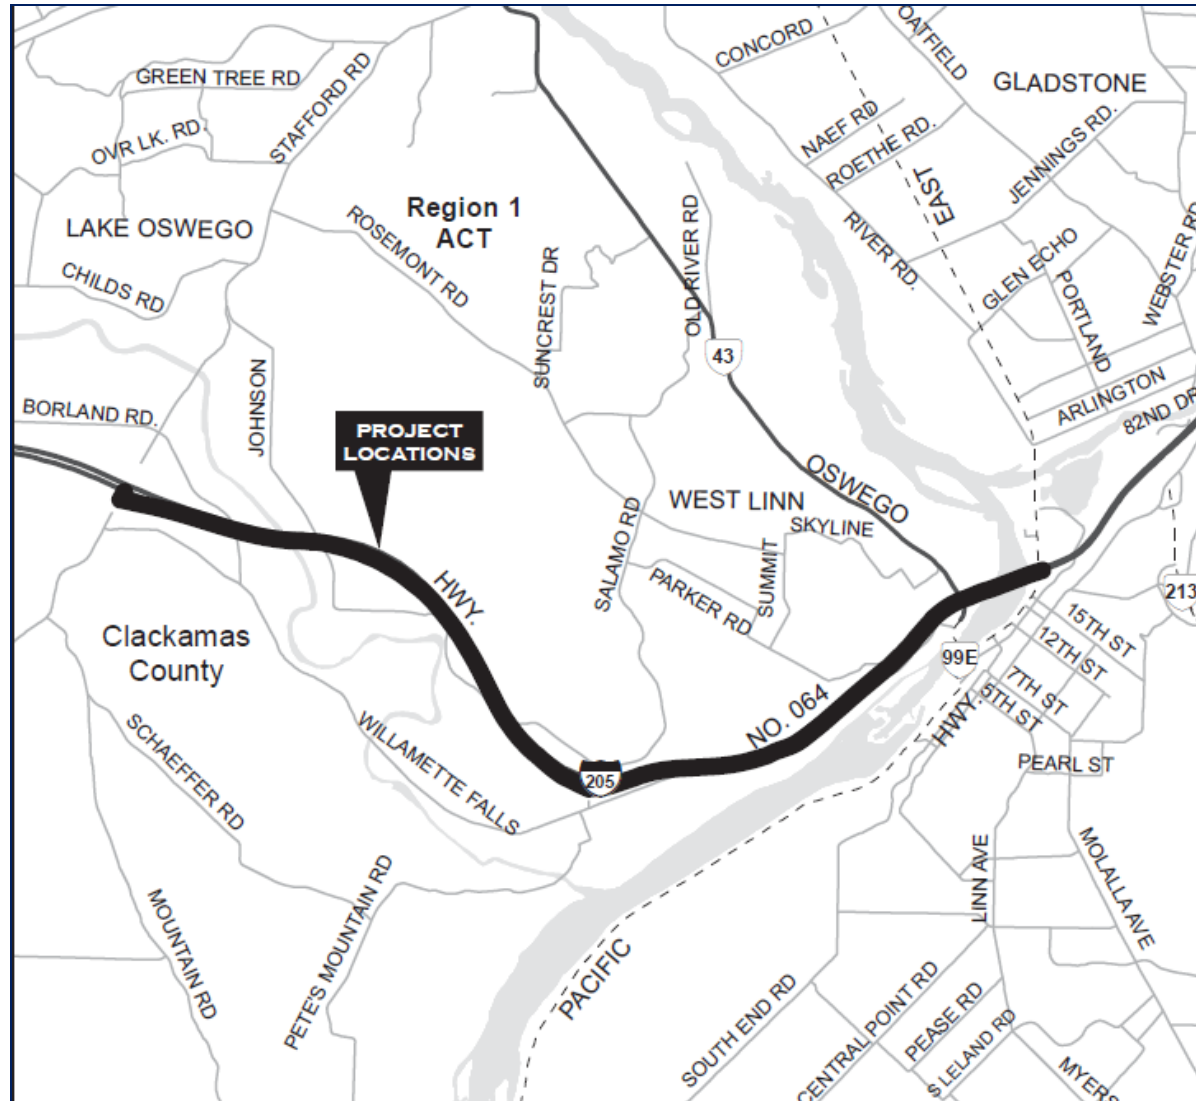 CONCORD
OATFIELD
GREEN TREE RD
STAFFORD RD
GLADSTONE
OVR LK. RD.
NAEF RD
ROETHE RD.
JENNINGS RD.
EAST
LAKE OSWEGO
ROSEMONT RD
Region 1
ACT
OLD RIVER RD
RIVER RD.
WEBSTER RD
CHILDS RD
SUNCREST DR
GLEN ECHO
PORTLAND
43
BORLAND RD.
JOHNSON
ARLINGTON
82ND DR
PROJECT
LOCATIONS
WEST LINN
OSWEGO
SKYLINE
SALAMO RD
SUMMIT
PARKER RD
HWY.
213
15TH ST
12TH ST
99E
7TH ST
5TH ST
Clackamas
County
NO. 064
HWY.
SCHAEFFER RD
WILLAMETTE FALLS
205
PEARL ST
MOLALLA AVE
LINN AVE
MOUNTAIN RD
PETE'S MOUNTAIN RD
PACIFIC
SOUTH END RD
CENTRAL POINT RD
PEASE RD
S LELAND RD
MYERS